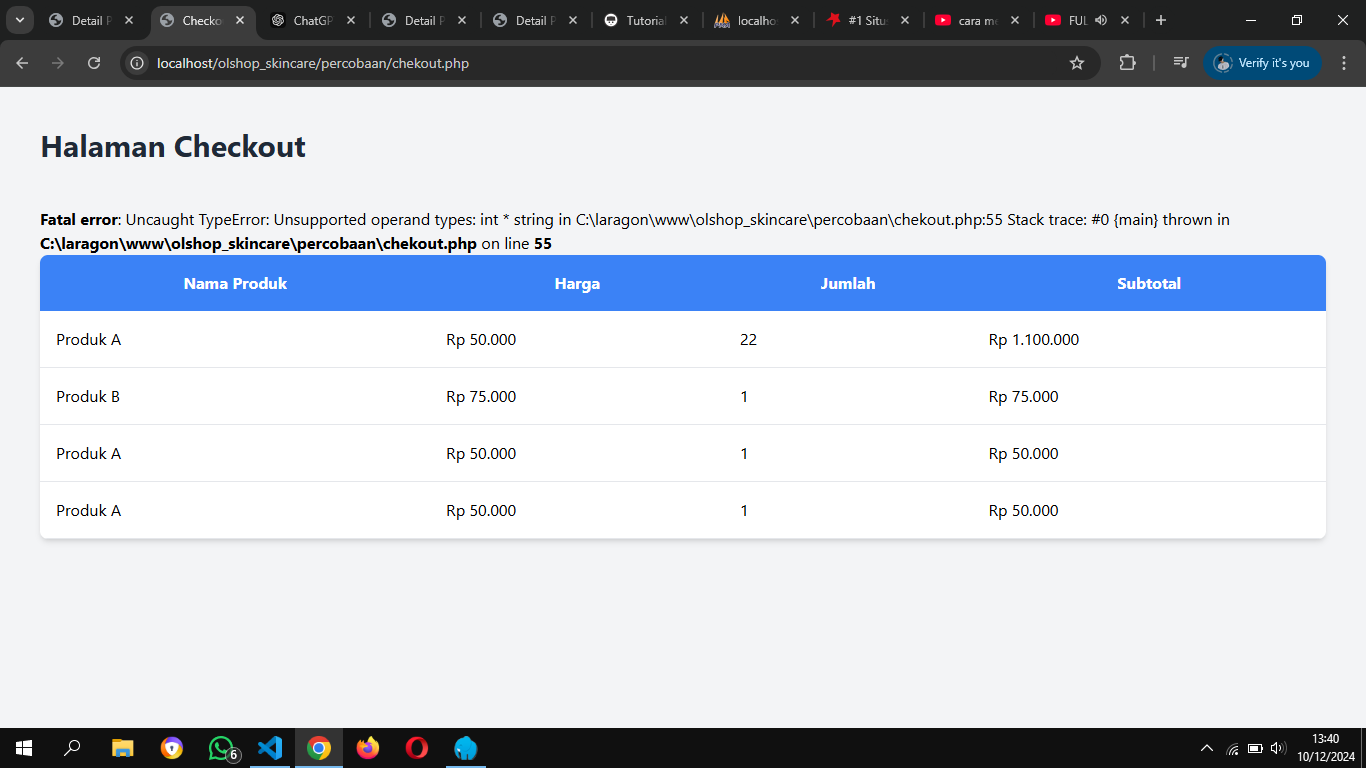 Detail P
Checko
ChatGP
Detail P
Detail P
Tutorial
localhos
#1 Situ
cara me
FUL
localhost/olshop_skincare/percobaan/chekout.php
Verify it's you
Halaman Checkout
Fatal error: Uncaught TypeError: Unsupported operand types: int * string in C:\laragon\www\olshop_skincare\percobaan\chekout.php:55 Stack trace: #0 {main} thrown in
C:\laragon\www\olshop_skincare\percobaan\chekout.php on line 55
Nama Produk Harga Jumlah Subtotal
Produk A Rp 50.000 22 Rp 1.100.000
Produk B Rp 75.000 1 Rp 75.000
Produk A Rp 50.000 1 Rp 50.000
Produk A Rp 50.000 1 Rp 50.000
6
13:40
10/12/2024